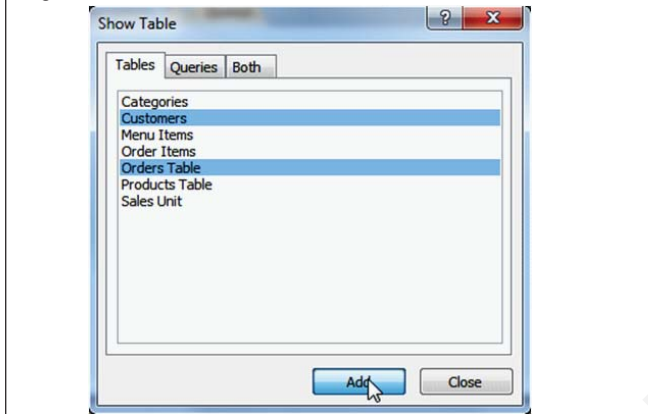 Show Table
Tables Queries Both
Categories
Customers
Menu Items
Order Items
Orders Table
Products Table
Sales Unit
Add Close